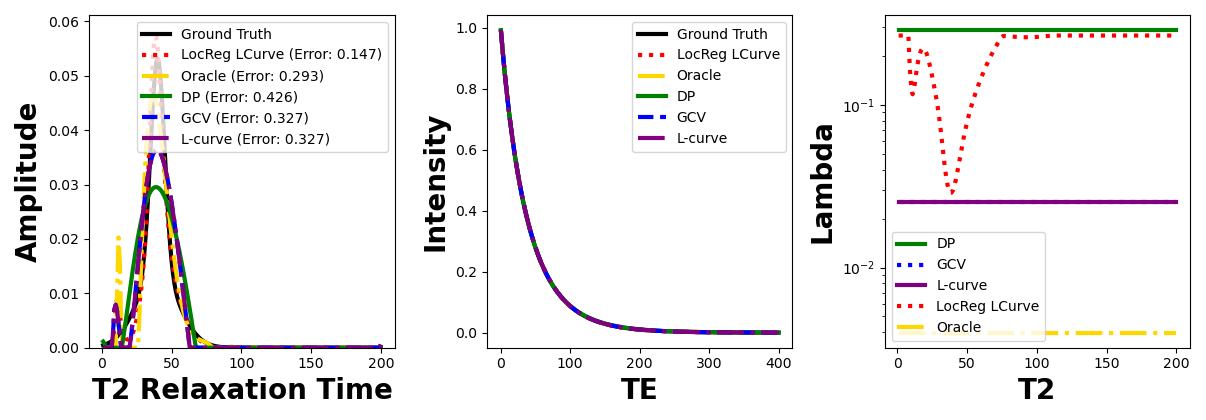 0.06
0.05
0.04
0.03
0.02
0.01
0.00
0
50
100
150
200
Amplitude
T2 Relaxation Time
Ground Truth
LocReg LCurve (Error: 0.147)
Oracle (Error: 0.293)
DP (Error: 0.426)
GCV (Error: 0.327)
L-curve (Error: 0.327)
1.0
0.8
0.6
0.4
0.2
0.0
0
100
200
300
400
Intensity
TE
Ground Truth
LocReg LCurve
Oracle
DP
GCV
L-curve
10⁻¹
10⁻²
0
50
100
150
200
Lambda
T2
DP
GCV
L-curve
LocReg LCurve
Oracle